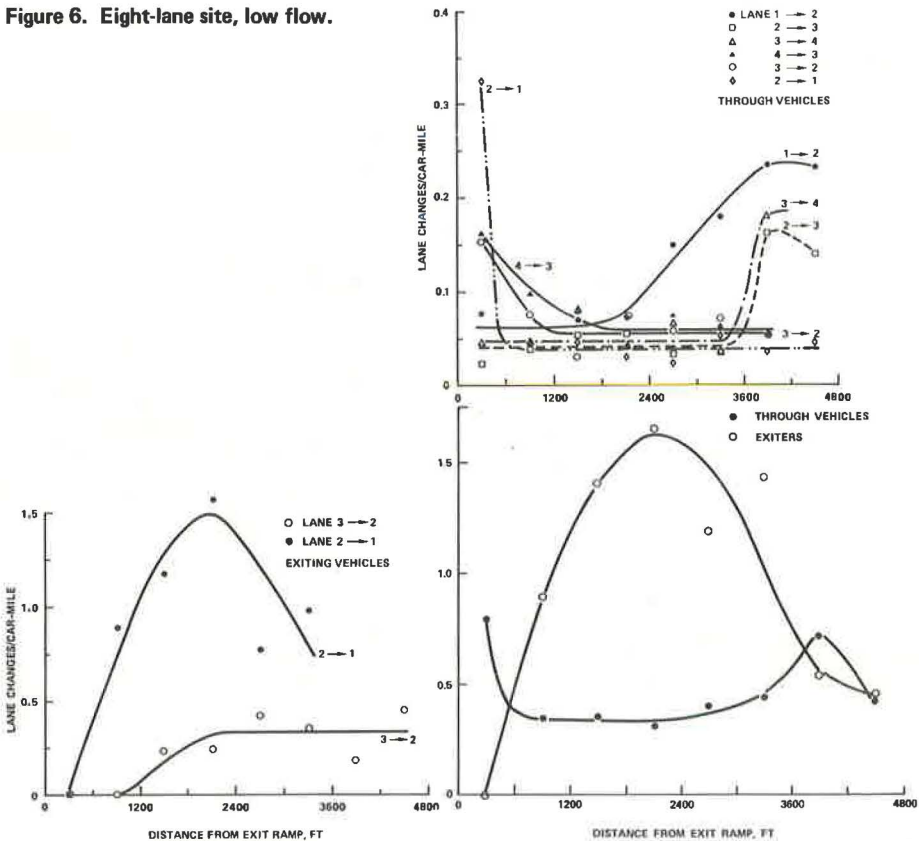 Figure 6. Eight-lane site, low flow.
0.4
0.3
0.2
0.1
0
LANE CHANGES/CAR-MILE
LANE 1 → 2
2 → 3
3 → 4
4 → 3
3 → 2
2 → 1
THROUGH VEHICLES
2 → 1
1 → 2
3 → 4
2 → 3
4 → 3
3 → 2
0 1200 2400 3600 4800
1.5
1.0
0.5
0
LANE CHANGES/CAR-MILE
LANE 3 → 2
LANE 2 → 1
EXITING VEHICLES
2 → 1
3 → 2
0 1200 2400 3600 4800
DISTANCE FROM EXIT RAMP, FT
THROUGH VEHICLES
EXITERS
1.5
1.0
0.5
0
0 1200 2400 3600 4800
DISTANCE FROM EXIT RAMP, FT